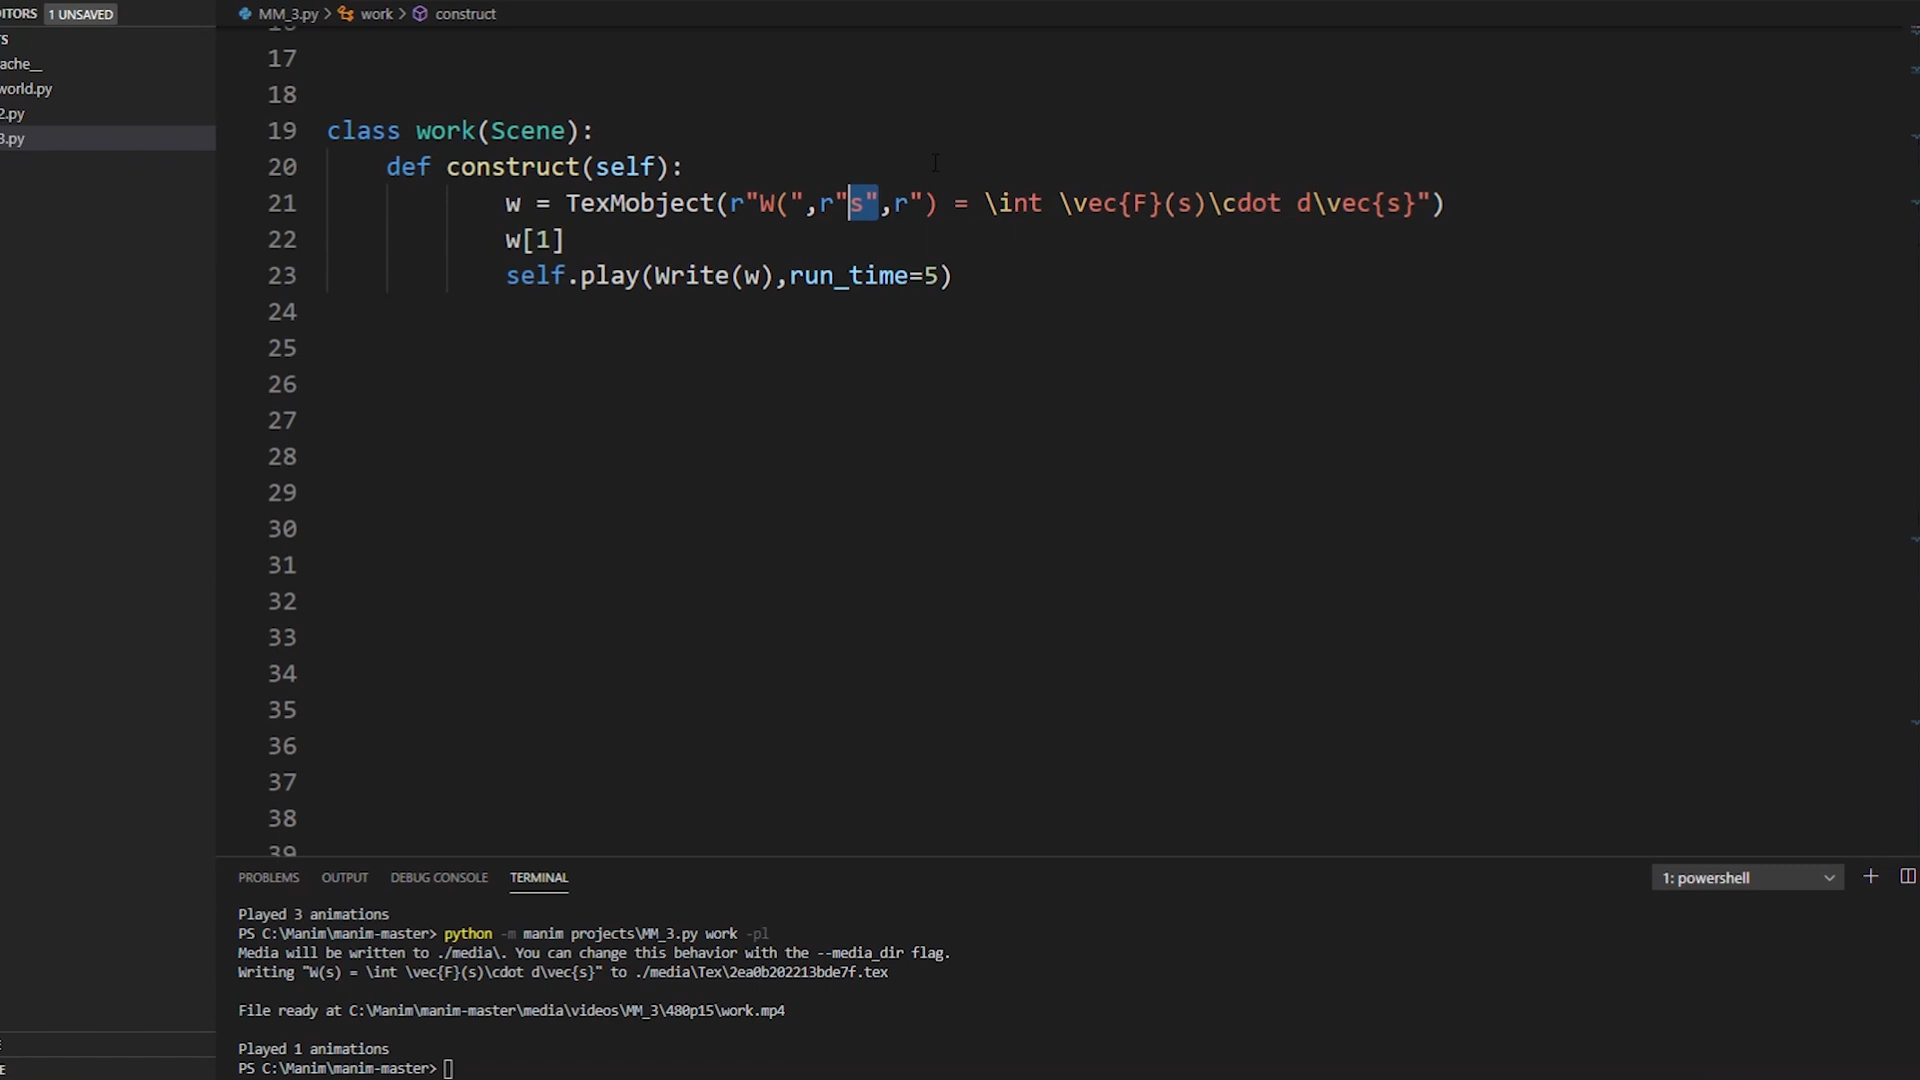 ITORS 1 UNSAVED
MM_3.py > work > construct
S
ache__
world.py
2.py
3.py
16
17
18
19 class work(Scene):
20 def construct(self):
21 w = TexMobject(r"W(",r"s",r") = \int \vec{F}(s)\cdot d\vec{s}")
22 w[1]
23 self.play(Write(w),run_time=5)
24
25
26
27
28
29
30
31
32
33
34
35
36
37
38
39
PROBLEMS OUTPUT DEBUG CONSOLE TERMINAL
1: powershell
Played 3 animations
PS C:\Manim\manim-master> python -m manim projects\MM_3.py work -pl
Media will be written to ./media\. You can change this behavior with the --media_dir flag.
Writing "W(s) = \int \vec{F}(s)\cdot d\vec{s}" to ./media\Tex\2ea0b202213bde7f.tex
File ready at C:\Manim\manim-master\media\videos\MM_3\480p15\work.mp4
Played 1 animations
PS C:\Manim\manim-master>
E
E